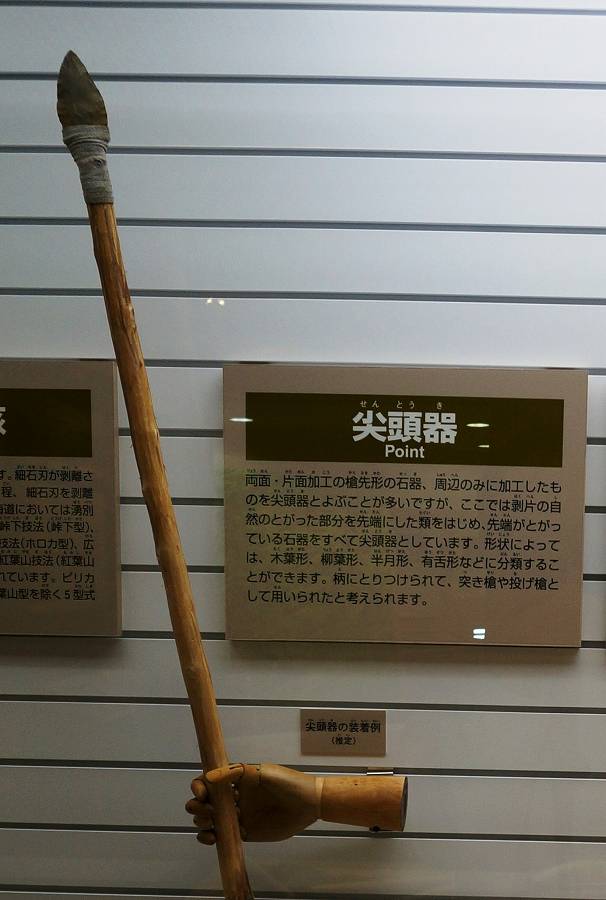 す。細石刃が剥離さ
程、細石刃を剥離
峠下技法(峠下型)、
技法(ホロカ型)、広
紅葉山技法(紅葉山
れています。ピリカ
葉山型を除く5型式
せんとうき
尖頭器
Point
両面・片面加工の槍先形の石器、周辺のみに加工したも
のを尖頭器とよぶことが多いですが、ここでは剥片の自
然のとがった部分を先端にした類をはじめ、先端がとがっ
ている石器をすべて尖頭器としています。形状によって
は、木葉形、柳葉形、半月形、有舌形などに分類するこ
とができます。柄にとりつけられて、突き槍や投げ槍と
して用いられたと考えられます。
尖頭器の装着例
(推定)